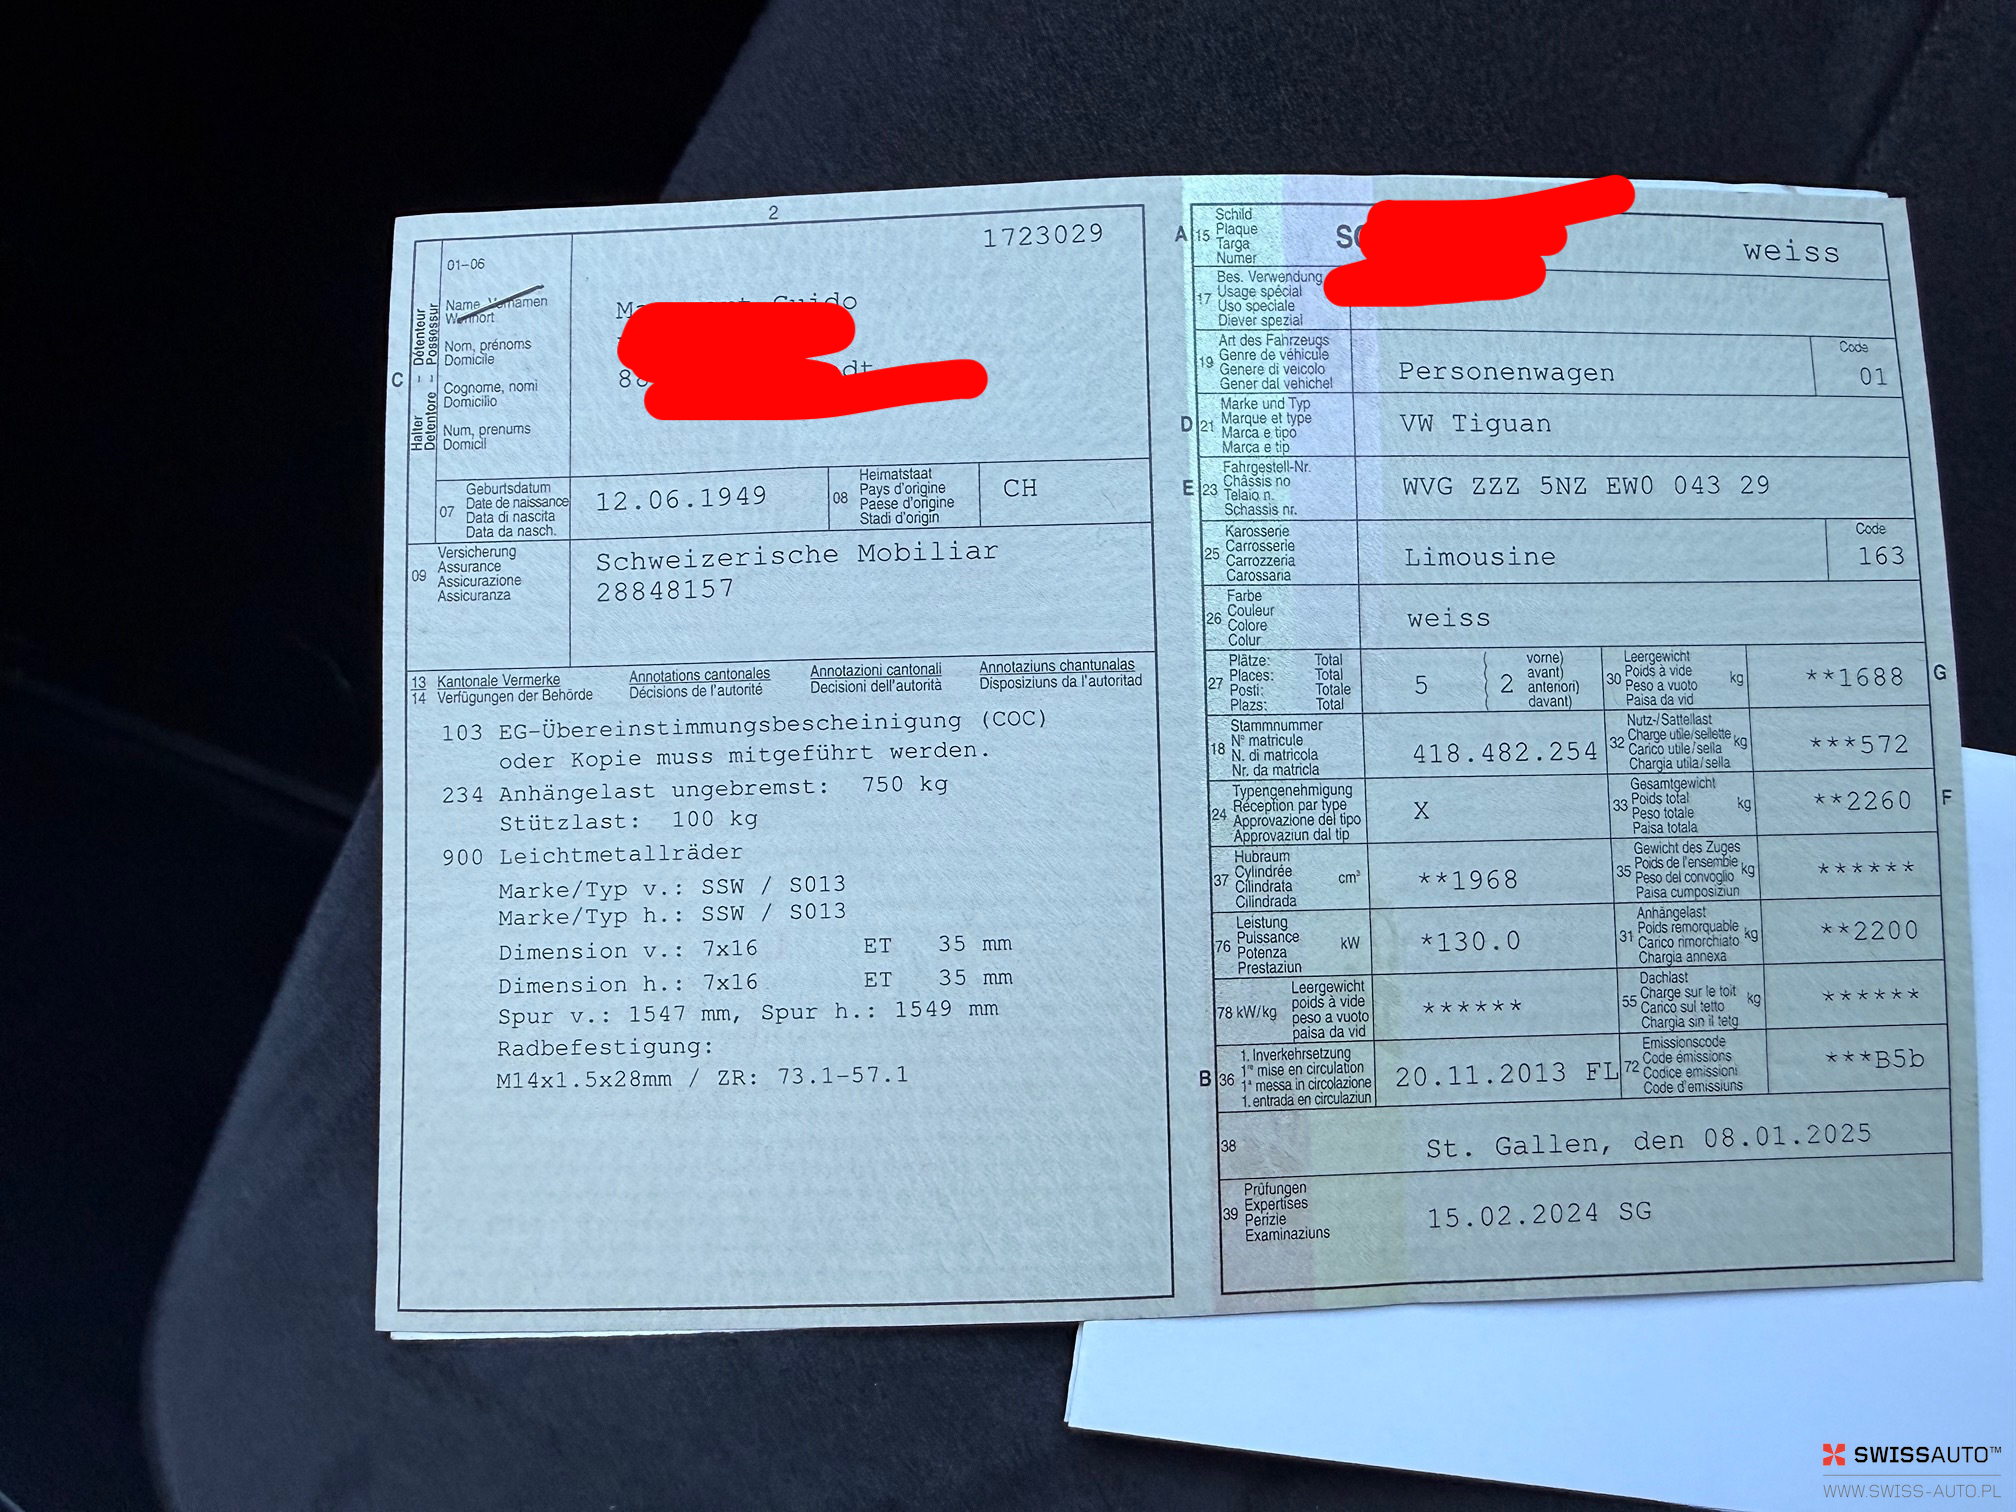 2
1723029
01-06
Name, Vornamen
Wohnort
Nom, prénoms
Domicile
Cognome, nomi
Domicilio
Num, prenums
Domicil
C
Halter -- Détenteur
Detentore -- Possessur
Guido
07
Geburtsdatum
Date de naissance
Data di nascita
Data da nasch.
12.06.1949
08
Heimatstaat
Pays d'origine
Paese d'origine
Stadi d'origin
CH
09
Versicherung
Assurance
Assicurazione
Assicuranza
Schweizerische Mobiliar
28848157
13 Kantonale Vermerke Annotations cantonales Annotazioni cantonali Annotaziuns chantunalas
14 Verfügungen der Behörde Décisions de l'autorité Decisioni dell'autorità Disposiziuns da l'autoritad
103 EG-Übereinstimmungsbescheinigung (COC)
oder Kopie muss mitgeführt werden.
234 Anhängelast ungebremst: 750 kg
Stützlast: 100 kg
900 Leichtmetallräder
Marke/Typ v.: SSW / S013
Marke/Typ h.: SSW / S013
Dimension v.: 7x16 ET 35 mm
Dimension h.: 7x16 ET 35 mm
Spur v.: 1547 mm, Spur h.: 1549 mm
Radbefestigung:
M14x1.5x28mm / ZR: 73.1-57.1
A 15
Schild
Plaque
Targa
Numer
weiss
17
Bes. Verwendung
Usage spécial
Uso speciale
Diever spezial
19
Art des Fahrzeugs
Genre de véhicule
Genere di veicolo
Gener dal vehichel
Personenwagen
Code
01
D 21
Marke und Typ
Marque et type
Marca e tipo
Marca e tip
VW Tiguan
E 23
Fahrgestell-Nr.
Châssis no
Telaio n.
Schassis nr.
WVG ZZZ 5NZ EW0 043 29
25
Karosserie
Carrosserie
Carrozzeria
Carossaria
Limousine
Code
163
26
Farbe
Couleur
Colore
Colur
weiss
27
Plätze: Total
Places: Total
Posti: Totale
Plazs: Total
5
2
vorne)
avant)
anteriori)
davant)
30
Leergewicht
Poids à vide
Peso a vuoto
Paisa da vid
kg
**1688
G
18
Stammnummer
N° matricule
N. di matricola
Nr. da matricla
418.482.254
32
Nutz-/Sattellast
Charge utile/sellette
Carico utile/sella
Chargia utila/sella
kg
***572
24
Typengenehmigung
Réception par type
Approvazione del tipo
Approvaziun dal tip
X
33
Gesamtgewicht
Poids total
Peso totale
Paisa totala
kg
**2260
F
37
Hubraum
Cylindrée
Cilindrata
Cilindrada
cm³
**1968
35
Gewicht des Zuges
Poids de l'ensemble
Peso del convoglio
Paisa cumposiziun
kg
******
76
Leistung
Puissance
Potenza
Prestaziun
kW
*130.0
31
Anhängelast
Poids remorquable
Carico rimorchiato
Chargia annexa
kg
**2200
78 kW/kg
Leergewicht
poids à vide
peso a vuoto
paisa da vid
******
55
Dachlast
Charge sur le toit
Carico sul tetto
Chargia sin il tetg
kg
******
B 36
1. Inverkehrsetzung
1re mise en circulation
1a messa in circolazione
1. entrada en circulaziun
20.11.2013 FL
72
Emissionscode
Code émissions
Codice emissioni
Code d'emissiuns
***B5b
38
St. Gallen, den 08.01.2025
39
Prüfungen
Expertises
Perizie
Examinaziuns
15.02.2024 SG
SWISSAUTO™
WWW.SWISS-AUTO.PL